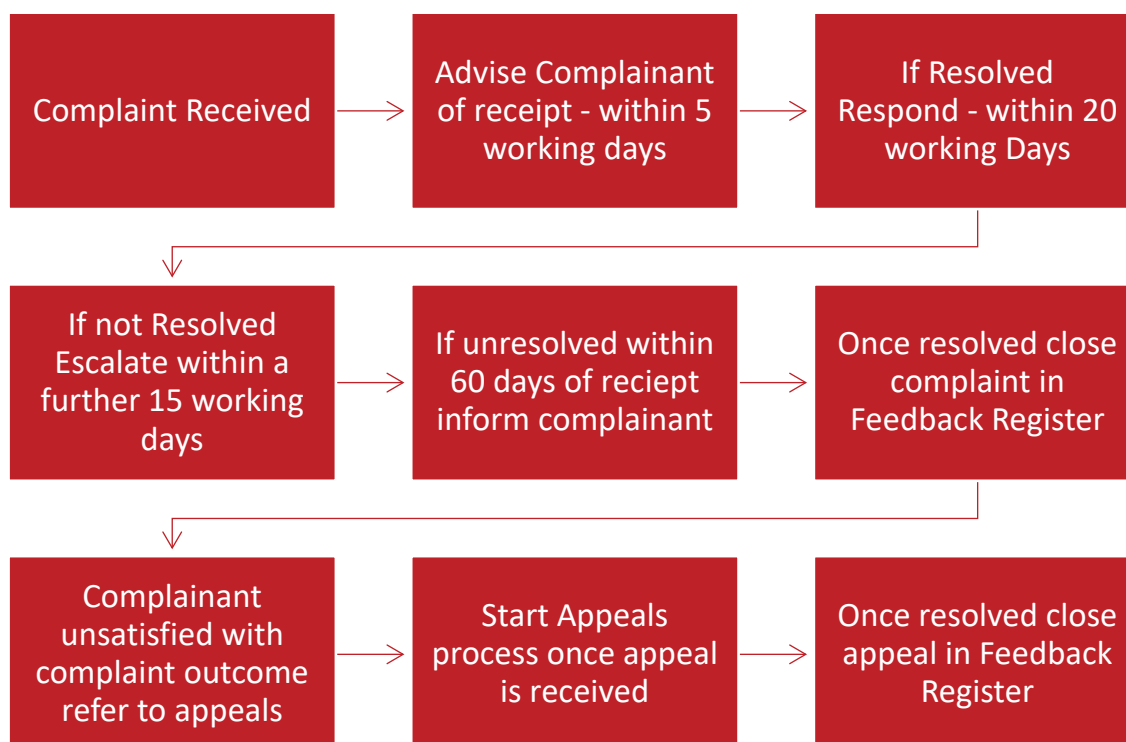 Complaint Received
Advise Complainant
of receipt - within 5
working days
If Resolved
Respond - within 20
working Days
If not Resolved
Escalate within a
further 15 working
days
If unresolved within
60 days of reciept
inform complainant
Once resolved close
complaint in
Feedback Register
Complainant
unsatisfied with
complaint outcome
refer to appeals
Start Appeals
process once appeal
is received
Once resolved close
appeal in Feedback
Register